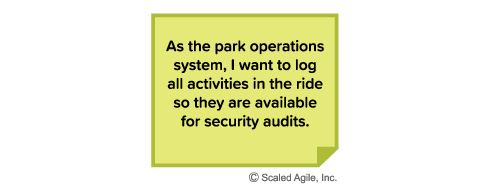 As the park operations
system, I want to log
all activities in the ride
so they are available
for security audits.
© Scaled Agile, Inc.